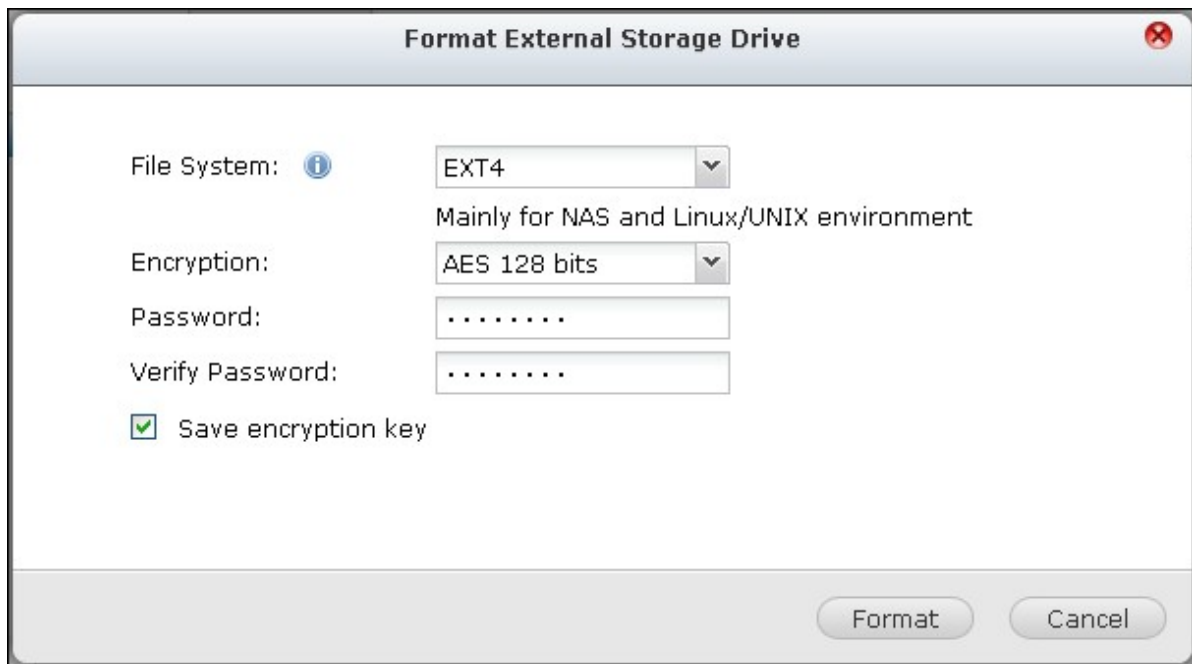 Format External Storage Drive
File System: EXT4
Mainly for NAS and Linux/UNIX environment
Encryption: AES 128 bits
Password: ········
Verify Password: ········
Save encryption key
Format Cancel